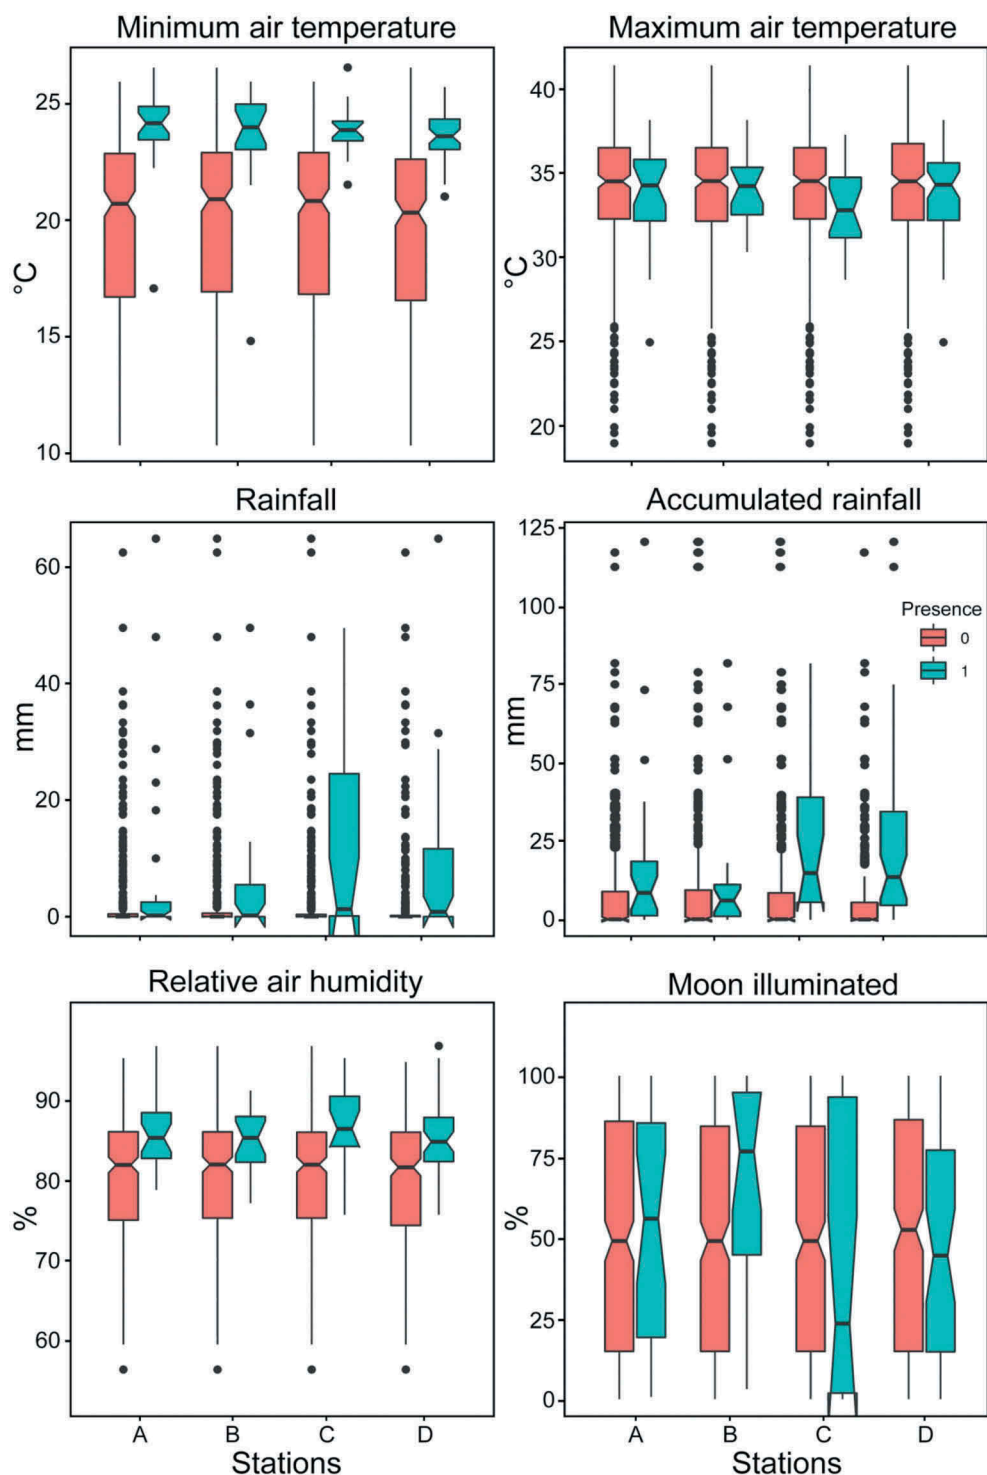 Minimum air temperature
Maximum air temperature
°C
25
20
15
10
°C
40
35
30
25
20
Rainfall
Accumulated rainfall
mm
60
40
20
0
mm
125
100
75
50
25
0
Presence
0
1
Relative air humidity
Moon illuminated
%
90
80
70
60
%
100
75
50
25
0
A B C D
A B C D
Stations
Stations